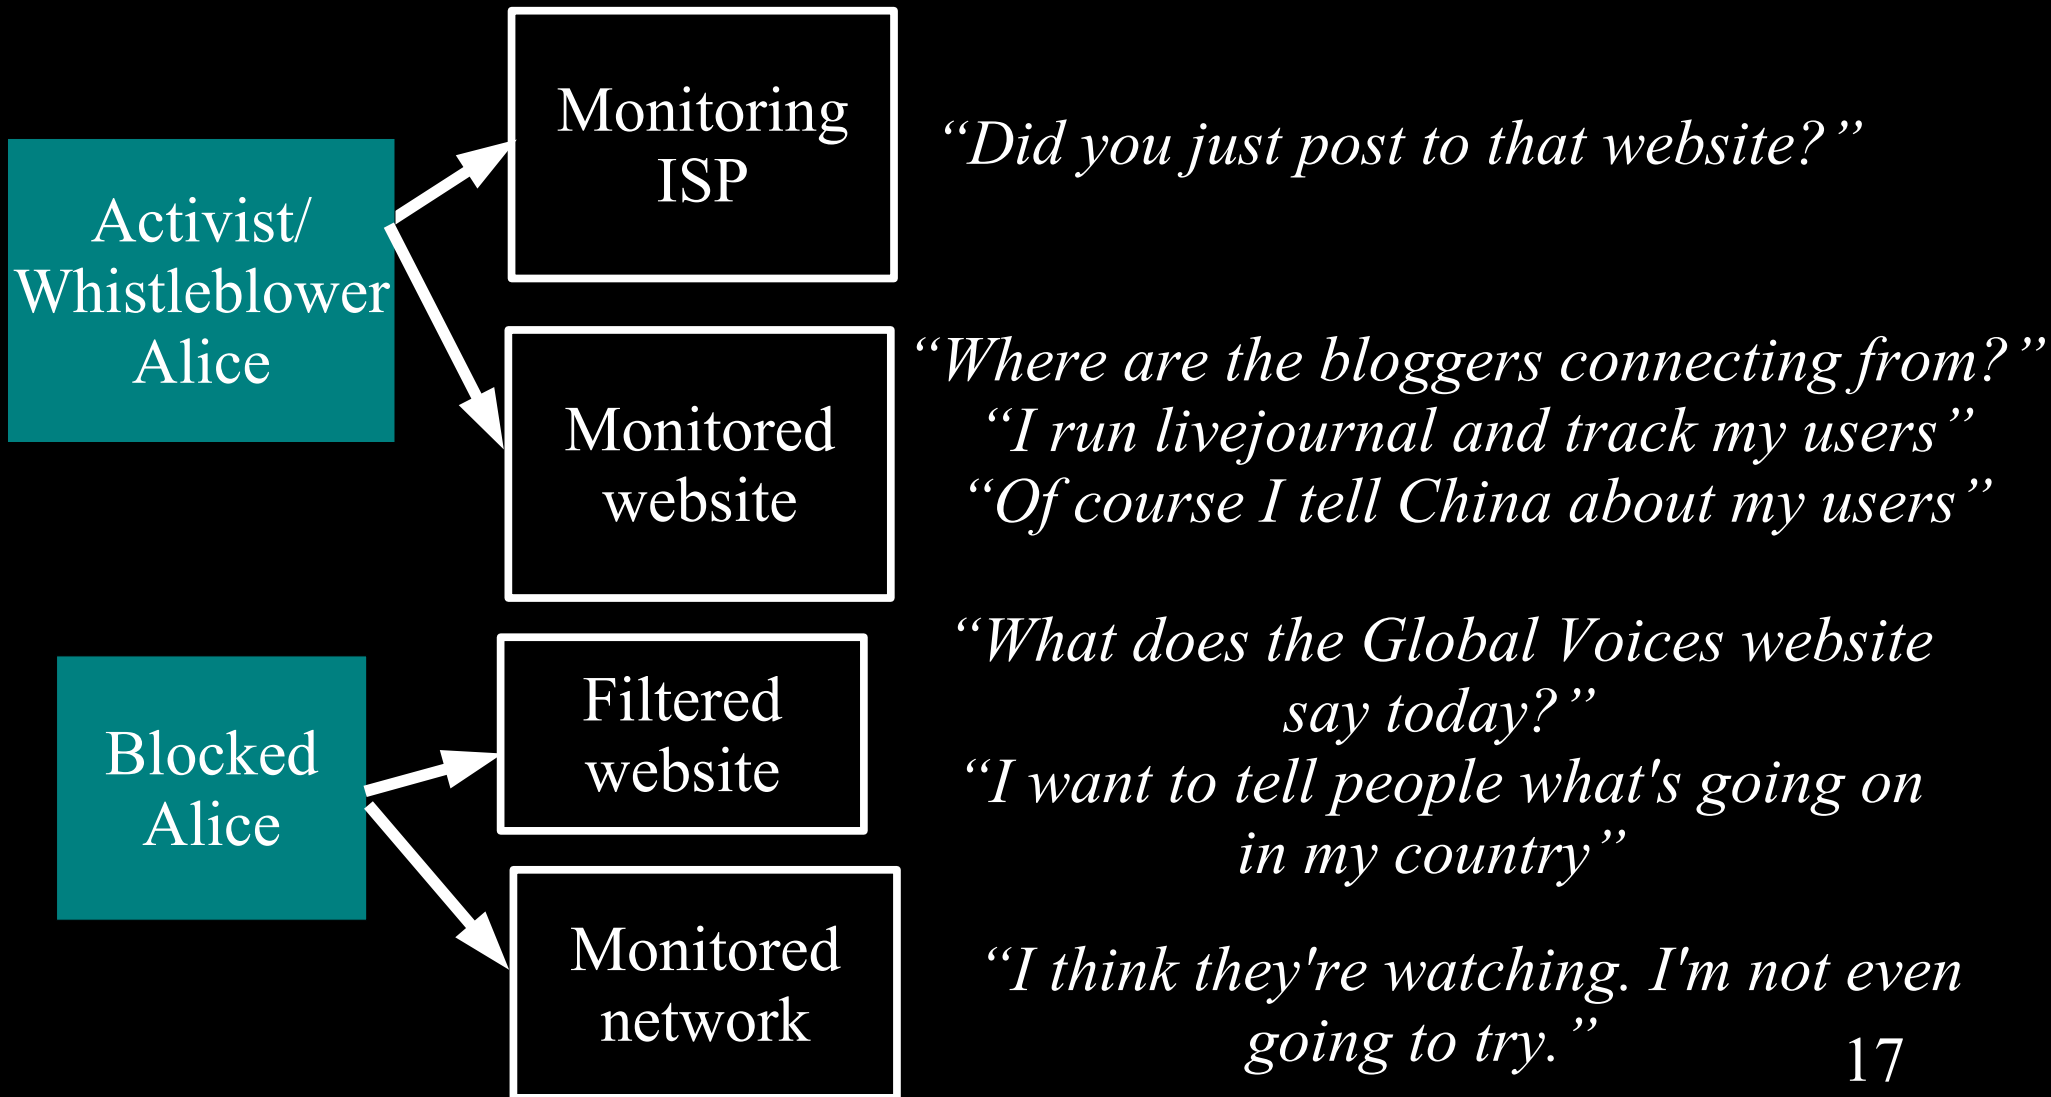 Activist/
Whistleblower
Alice
Monitoring
ISP
“Did you just post to that website?”
Monitored
website
“Where are the bloggers connecting from?”
“I run livejournal and track my users”
“Of course I tell China about my users”
Blocked
Alice
Filtered
website
“What does the Global Voices website
say today?”
“I want to tell people what's going on
in my country”
Monitored
network
“I think they're watching. I'm not even
going to try.”
17